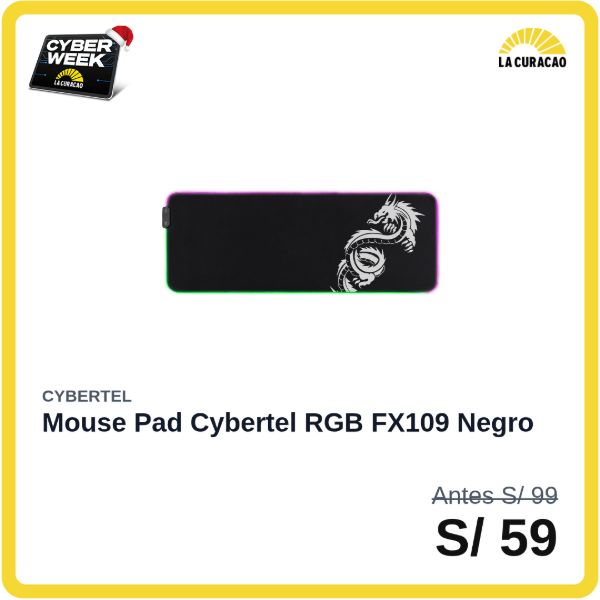 CYBER
WEEK
LA CURACAO
LA CURACAO
CYBERTEL
Mouse Pad Cybertel RGB FX109 Negro
Antes S/ 99
S/ 59